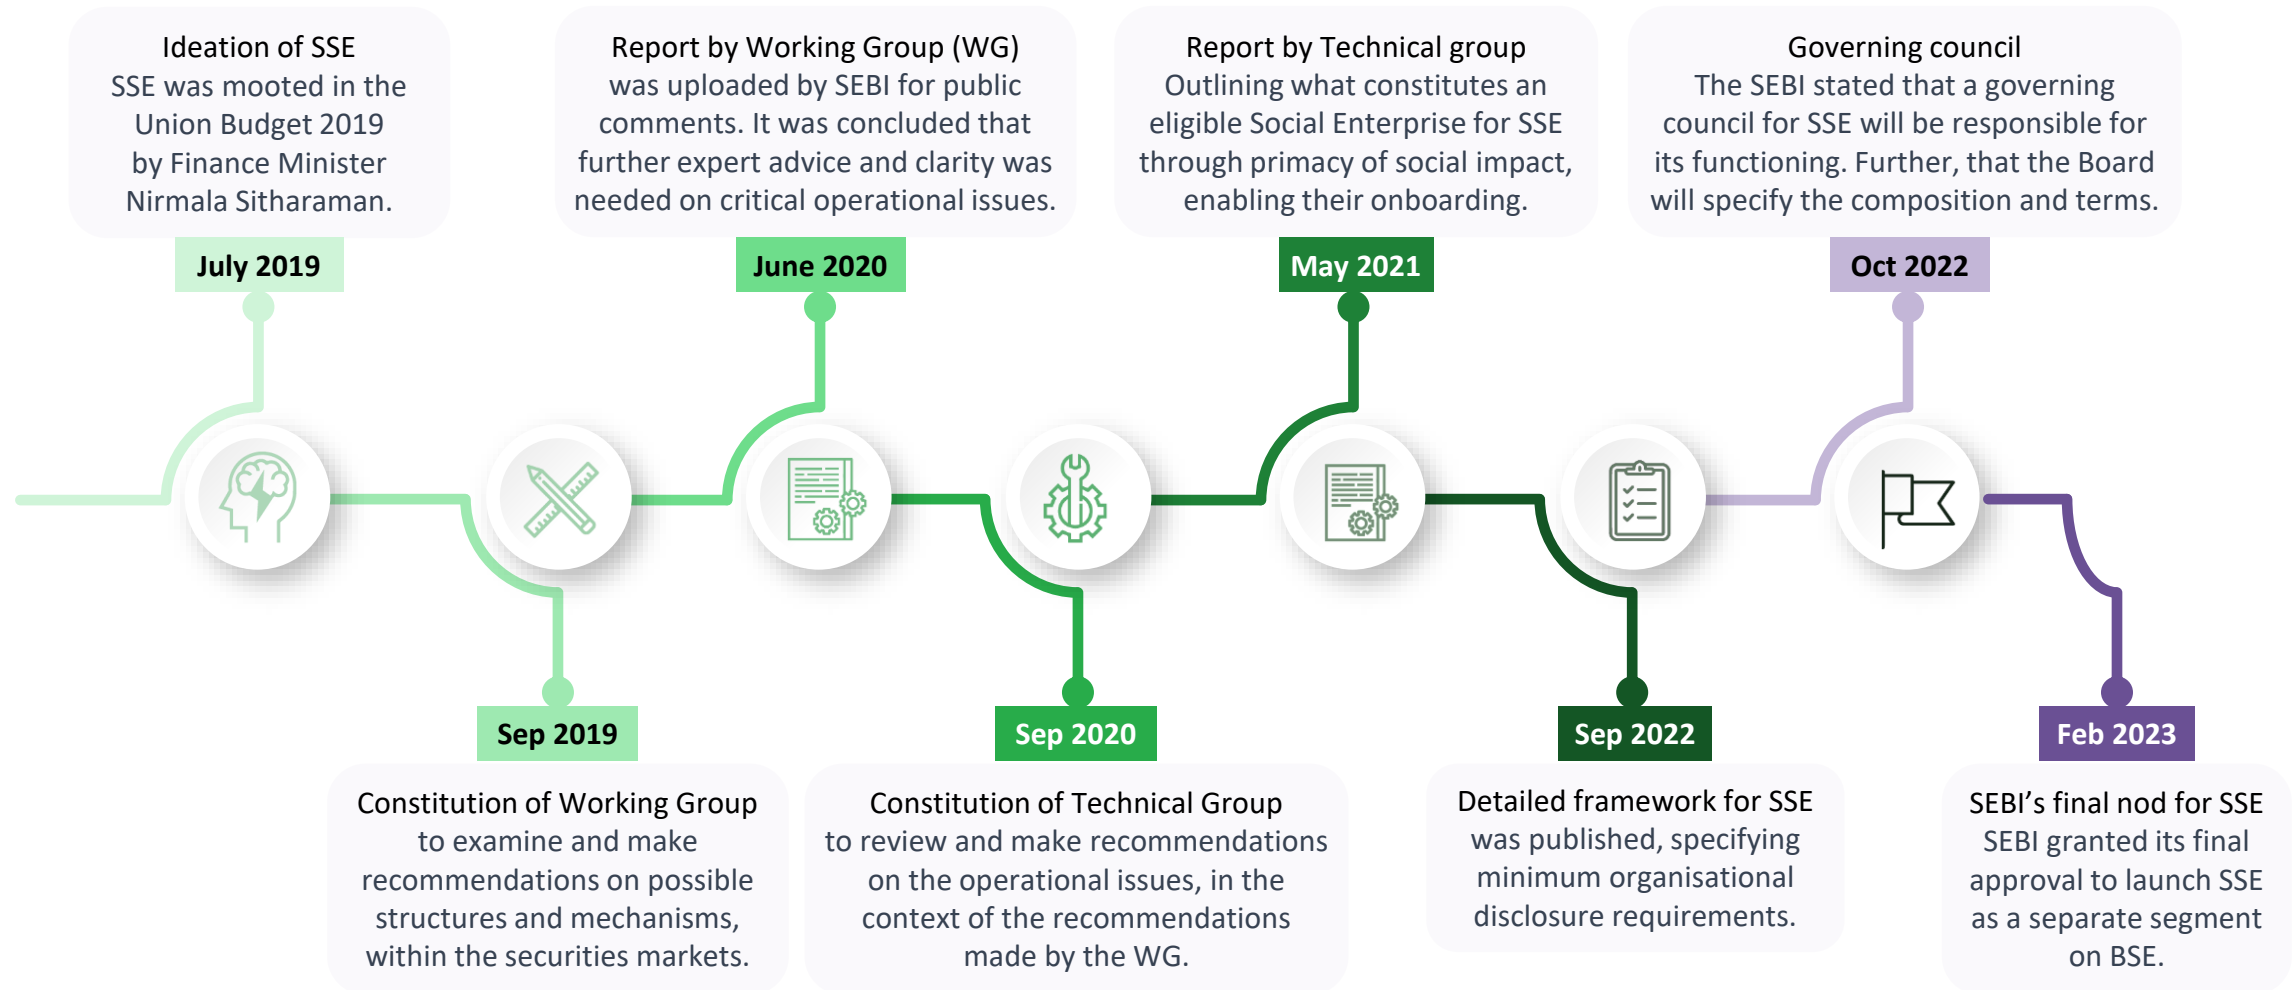 Ideation of SSE
SSE was mooted in the
Union Budget 2019
by Finance Minister
Nirmala Sitharaman.
July 2019
Report by Working Group (WG)
was uploaded by SEBI for public
comments. It was concluded that
further expert advice and clarity was
needed on critical operational issues.
June 2020
Report by Technical group
Outlining what constitutes an
eligible Social Enterprise for SSE
through primacy of social impact,
enabling their onboarding.
May 2021
Governing council
The SEBI stated that a governing
council for SSE will be responsible for
its functioning. Further, that the Board
will specify the composition and terms.
Oct 2022
Sep 2019
Constitution of Working Group
to examine and make
recommendations on possible
structures and mechanisms,
within the securities markets.
Sep 2020
Constitution of Technical Group
to review and make recommendations
on the operational issues, in the
context of the recommendations
made by the WG.
Sep 2022
Detailed framework for SSE
was published, specifying
minimum organisational
disclosure requirements.
Feb 2023
SEBI’s final nod for SSE
SEBI granted its final
approval to launch SSE
as a separate segment
on BSE.